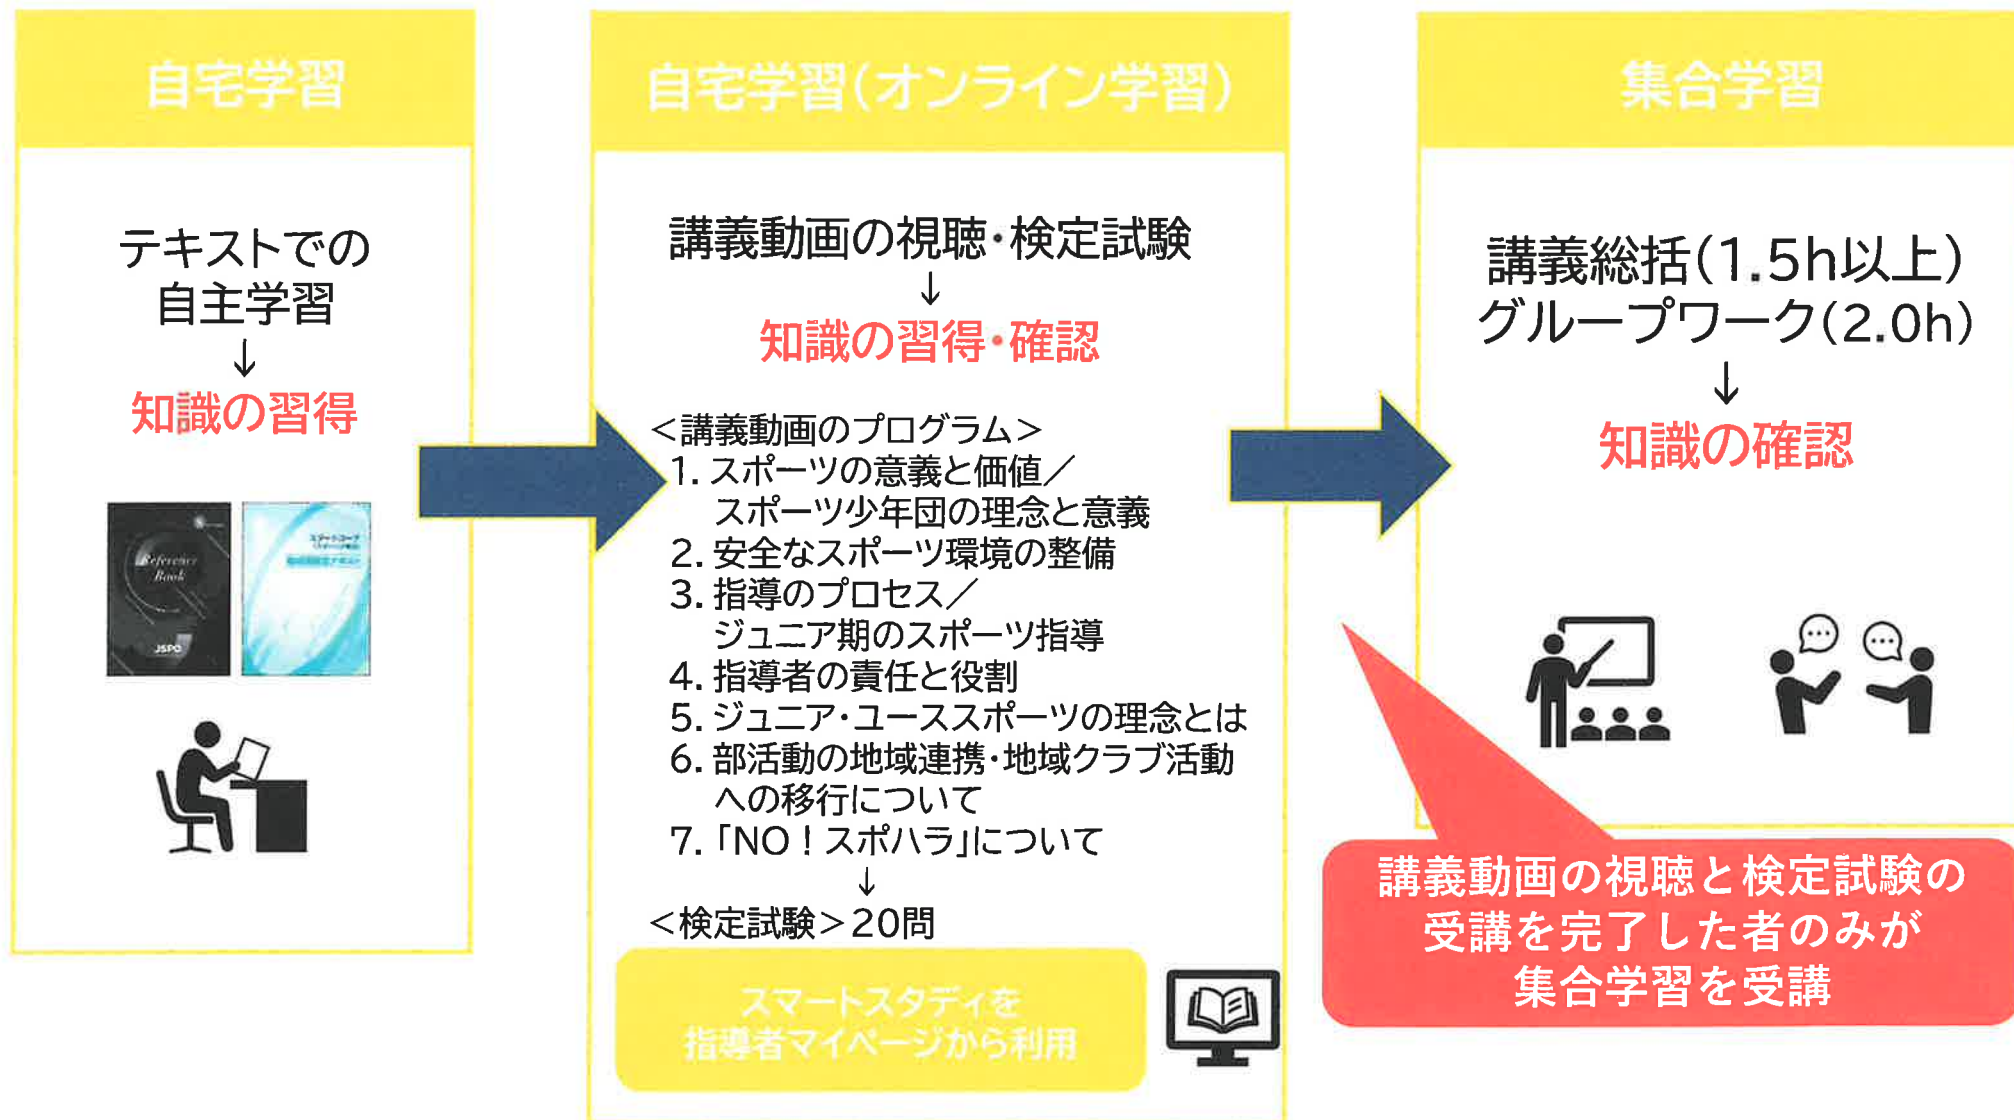 自宅学習
テキストでの
自主学習
↓
知識の習得
Reference
Book
JSPO
自宅学習(オンライン学習)
講義動画の視聴・検定試験
↓
知識の習得・確認
<講義動画のプログラム>
1. スポーツの意義と価値/
スポーツ少年団の理念と意義
2. 安全なスポーツ環境の整備
3. 指導のプロセス/
ジュニア期のスポーツ指導
4. 指導者の責任と役割
5. ジュニア・ユーススポーツの理念とは
6. 部活動の地域連携・地域クラブ活動
への移行について
7. 「NO!スポハラ」について
↓
<検定試験>20問
スマートスタディを
指導者マイページから利用
集合学習
講義総括(1.5h以上)
グループワーク(2.0h)
↓
知識の確認
講義動画の視聴と検定試験の
受講を完了した者のみが
集合学習を受講